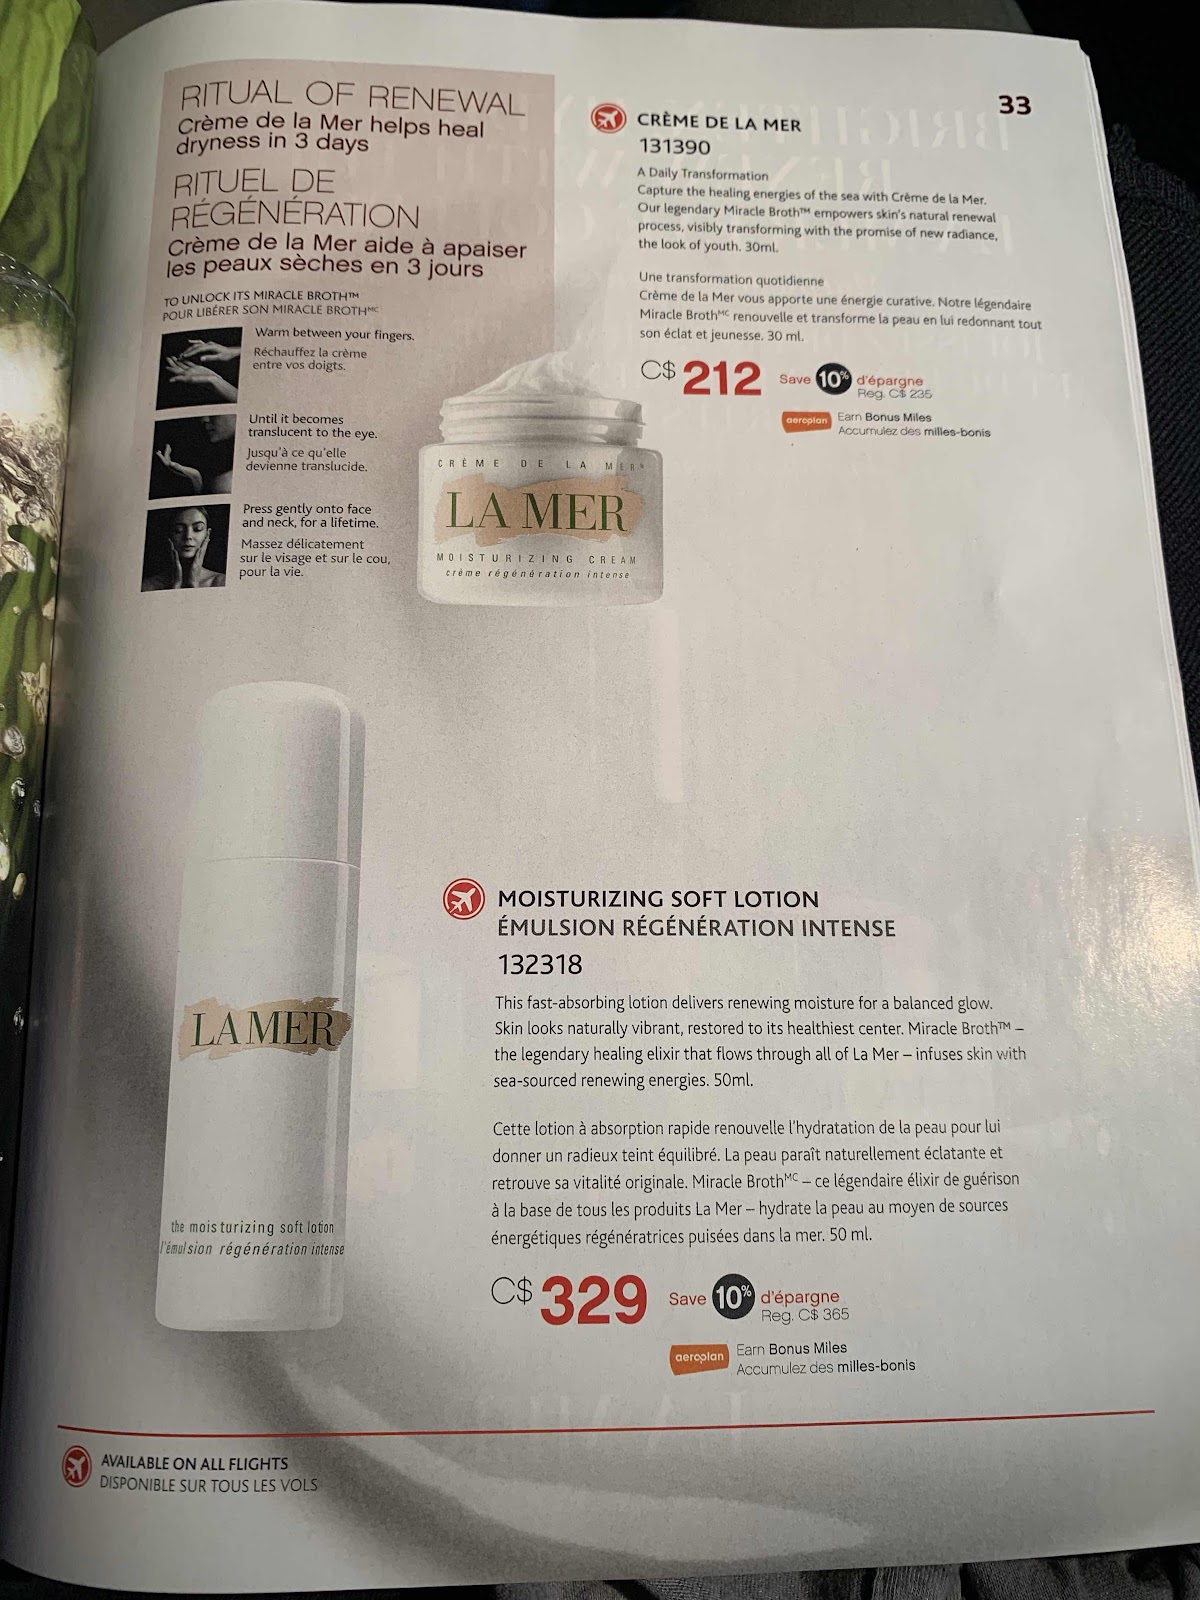 RITUAL OF RENEWAL
Crème de la Mer helps heal
dryness in 3 days
RITUEL DE
RÉGÉNÉRATION
Crème de la Mer aide à apaiser
les peaux sèches en 3 jours
TO UNLOCK ITS MIRACLE BROTH™
POUR LIBÉRER SON MIRACLE BROTHᴹᶜ
Warm between your fingers.
Réchauffez la crème
entre vos doigts.
Until it becomes
translucent to the eye.
Jusqu'à ce qu'elle
devienne translucide.
Press gently onto face
and neck, for a lifetime.
Massez délicatement
sur le visage et sur le cou,
pour la vie.
33
CRÈME DE LA MER
131390
A Daily Transformation
Capture the healing energies of the sea with Crème de la Mer.
Our legendary Miracle Broth™ empowers skin's natural renewal
process, visibly transforming with the promise of new radiance,
the look of youth. 30ml.
Une transformation quotidienne
Crème de la Mer vous apporte une énergie curative. Notre légendaire
Miracle Brothᴹᶜ renouvelle et transforme la peau en lui redonnant tout
son éclat et jeunesse. 30 ml.
C$ 212 Save 10% d'épargne
Reg. C$ 235
aeroplan Earn Bonus Miles
Accumulez des milles-bonis
CRÈME DE LA MER
LA MER
MOISTURIZING CREAM
crème régénération intense
LA MER
the moisturizing soft lotion
l'émulsion régénération intense
MOISTURIZING SOFT LOTION
ÉMULSION RÉGÉNÉRATION INTENSE
132318
This fast-absorbing lotion delivers renewing moisture for a balanced glow.
Skin looks naturally vibrant, restored to its healthiest center. Miracle Broth™ –
the legendary healing elixir that flows through all of La Mer – infuses skin with
sea-sourced renewing energies. 50ml.
Cette lotion à absorption rapide renouvelle l'hydratation de la peau pour lui
donner un radieux teint équilibré. La peau paraît naturellement éclatante et
retrouve sa vitalité originale. Miracle Brothᴹᶜ – ce légendaire élixir de guérison
à la base de tous les produits La Mer – hydrate la peau au moyen de sources
énergétiques régénératrices puisées dans la mer. 50 ml.
C$ 329 Save 10% d'épargne
Reg. C$ 365
aeroplan Earn Bonus Miles
Accumulez des milles-bonis
AVAILABLE ON ALL FLIGHTS
DISPONIBLE SUR TOUS LES VOLS